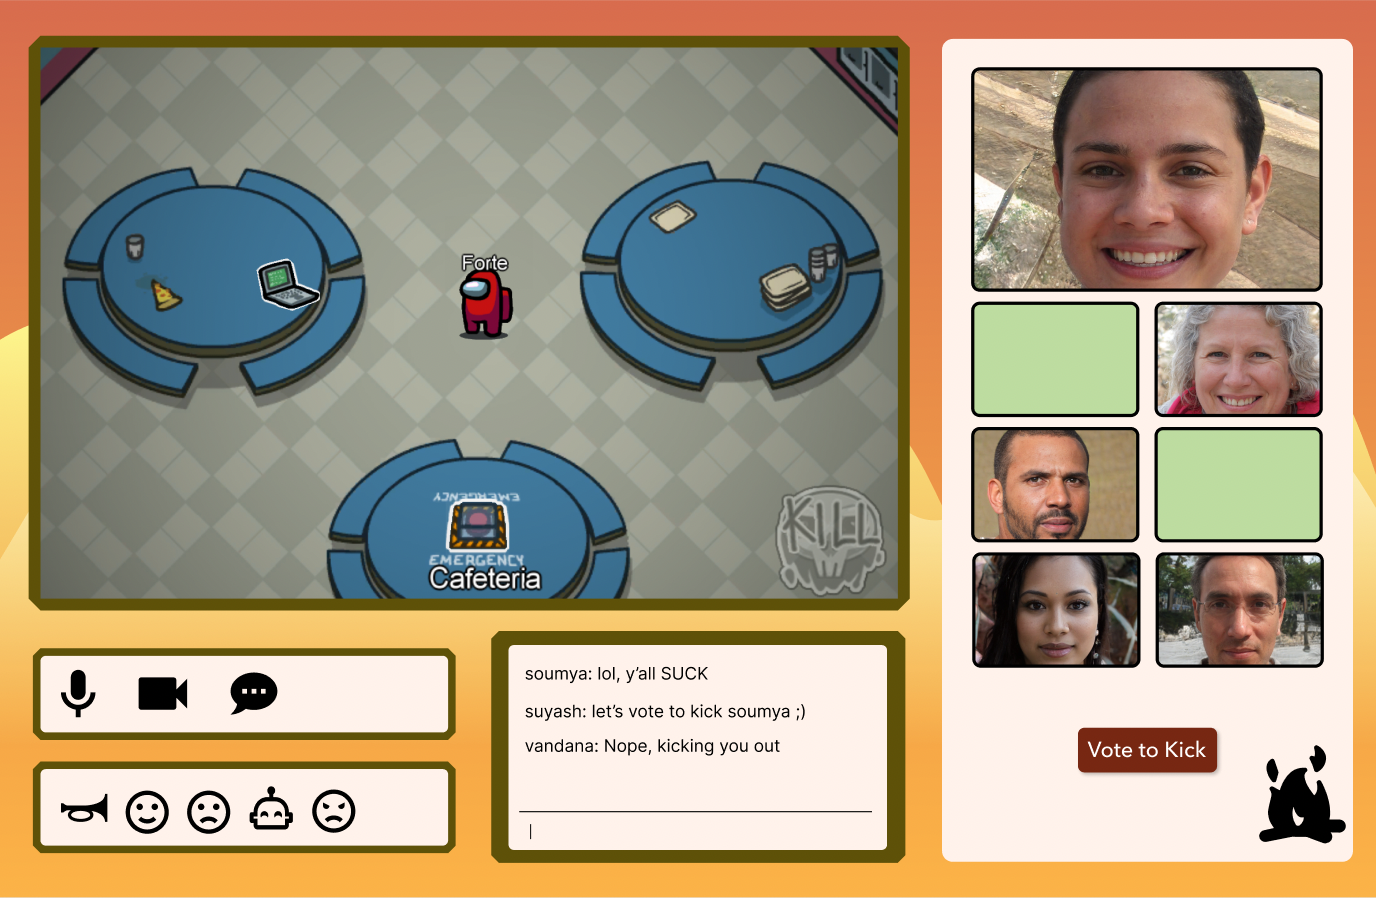 Forte
EMERGENCY
EMERGENCY
Cafeteria
KILL
soumya: lol, y’all SUCK
suyash: let’s vote to kick soumya ;)
vandana: Nope, kicking you out
Vote to Kick